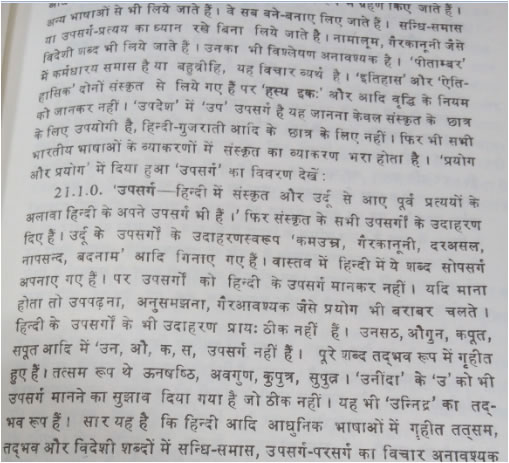 ग्रहण किए जाते हैं।
अन्य भाषाओं से भी लिये जाते हैं। वे सब बने-बनाए लिए जाते हैं। सन्धि-समास
या उपसर्ग-प्रत्यय का ध्यान रखे बिना लिये जाते हैं। नामालूम, गैरकानूनी जैसे
विदेशी शब्द भी लिये जाते हैं। उनका भी विश्लेषण अनावश्यक है। 'पीताम्बर'
में कर्मधारय समास है या बहुव्रीहि, यह विचार व्यर्थ है। 'इतिहास' और 'ऐति-
हासिक' दोनों संस्कृत से लिये गए हैं पर 'हस्य इकः' और आदि वृद्धि के नियम
को जानकर नहीं। 'उपदेश' में 'उप' उपसर्ग है यह जानना केवल संस्कृत के छात्र
के लिए उपयोगी है, हिन्दी-गुजराती आदि के छात्र के लिए नहीं। फिर भी सभी
भारतीय भाषाओं के व्याकरणों में संस्कृत का व्याकरण भरा होता है। 'प्रयोग
और प्रयोग' में दिया हुआ 'उपसर्ग' का विवरण देखें:
21.1.0. 'उपसर्ग—हिन्दी में संस्कृत और उर्दू से आए पूर्व प्रत्ययों के
अलावा हिन्दी के अपने उपसर्ग भी हैं।' फिर संस्कृत के सभी उपसर्गों के उदाहरण
दिए हैं। उर्दू के उपसर्गों के उदाहरणस्वरूप 'कमउम्र, गैरकानूनी, दरअसल,
नापसन्द, बदनाम' आदि गिनाए गए हैं। वास्तव में हिन्दी में ये शब्द सोपसर्ग
अपनाए गए हैं। पर उपसर्गों को हिन्दी के उपसर्ग मानकर नहीं। यदि माना
होता तो उपपढ़ना, अनुसमझना, गैरआवश्यक जैसे प्रयोग भी बराबर चलते।
हिन्दी के उपसर्गों के भी उदाहरण प्रायः ठीक नहीं हैं। उनसठ, औगुन, कपूत,
सपूत आदि में 'उन, औ, क, स, उपसर्ग नहीं हैं। पूरे शब्द तद्भव रूप में गृहीत
हुए हैं। तत्सम रूप थे ऊनषष्ठि, अवगुण, कुपुत्र, सुपुत्र। 'उनींदा' के 'उ' को भी
उपसर्ग मानने का सुझाव दिया गया है जो ठीक नहीं। यह भी 'उन्निद्र' का तद्-
भव रूप है। सार यह है कि हिन्दी आदि आधुनिक भाषाओं में गृहीत तत्सम,
तद्भव और विदेशी शब्दों में सन्धि-समास, उपसर्ग-परसर्ग का विचार अनावश्यक